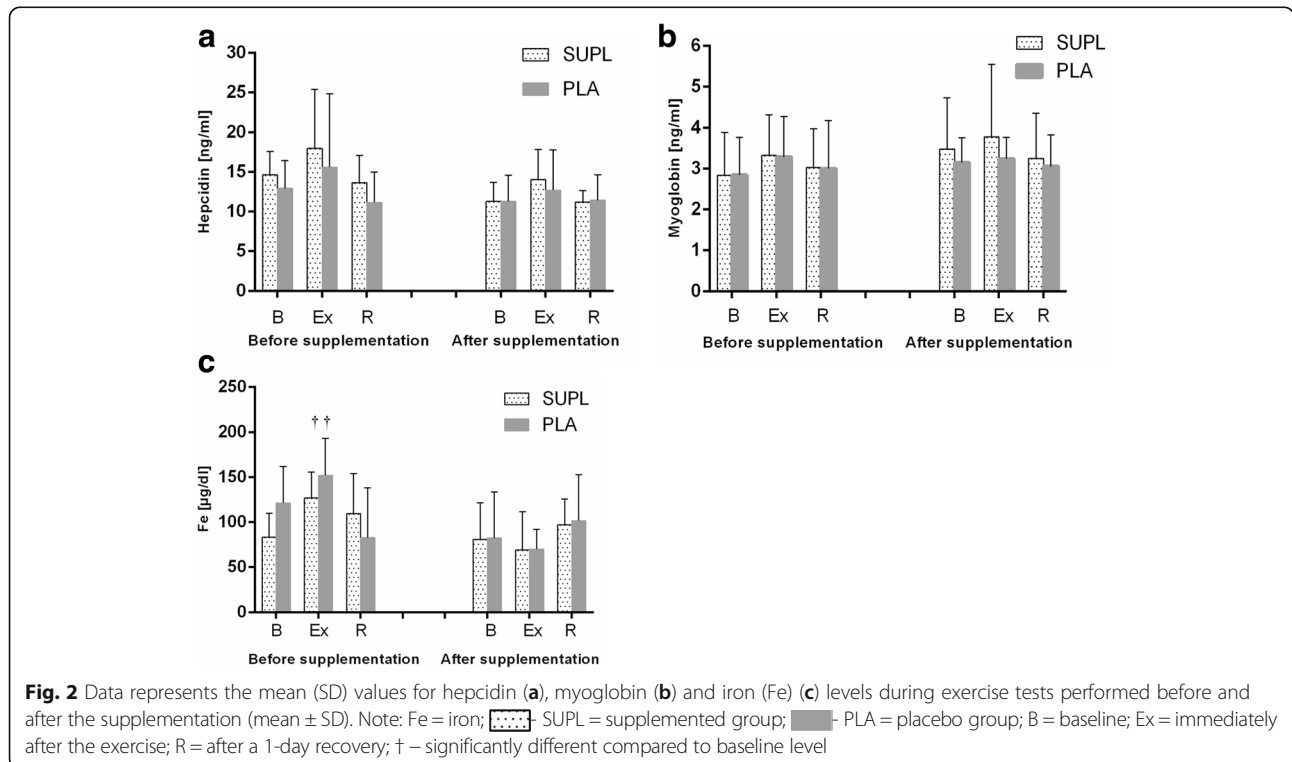 a
30
25
20
15
10
5
0
Hepcidin [ng/ml]
SUPL
PLA
B Ex R B Ex R
Before supplementation After supplementation
b
6
5
4
3
2
1
0
Myoglobin [ng/ml]
SUPL
PLA
B Ex R B Ex R
Before supplementation After supplementation
c
250
200
150
100
50
0
Fe [µg/dl]
††
SUPL
PLA
B Ex R B Ex R
Before supplementation After supplementation
Fig. 2 Data represents the mean (SD) values for hepcidin (a), myoglobin (b) and iron (Fe) (c) levels during exercise tests performed before and
after the supplementation (mean ± SD). Note: Fe = iron; - SUPL = supplemented group; - PLA = placebo group; B = baseline; Ex = immediately
after the exercise; R = after a 1-day recovery; † – significantly different compared to baseline level